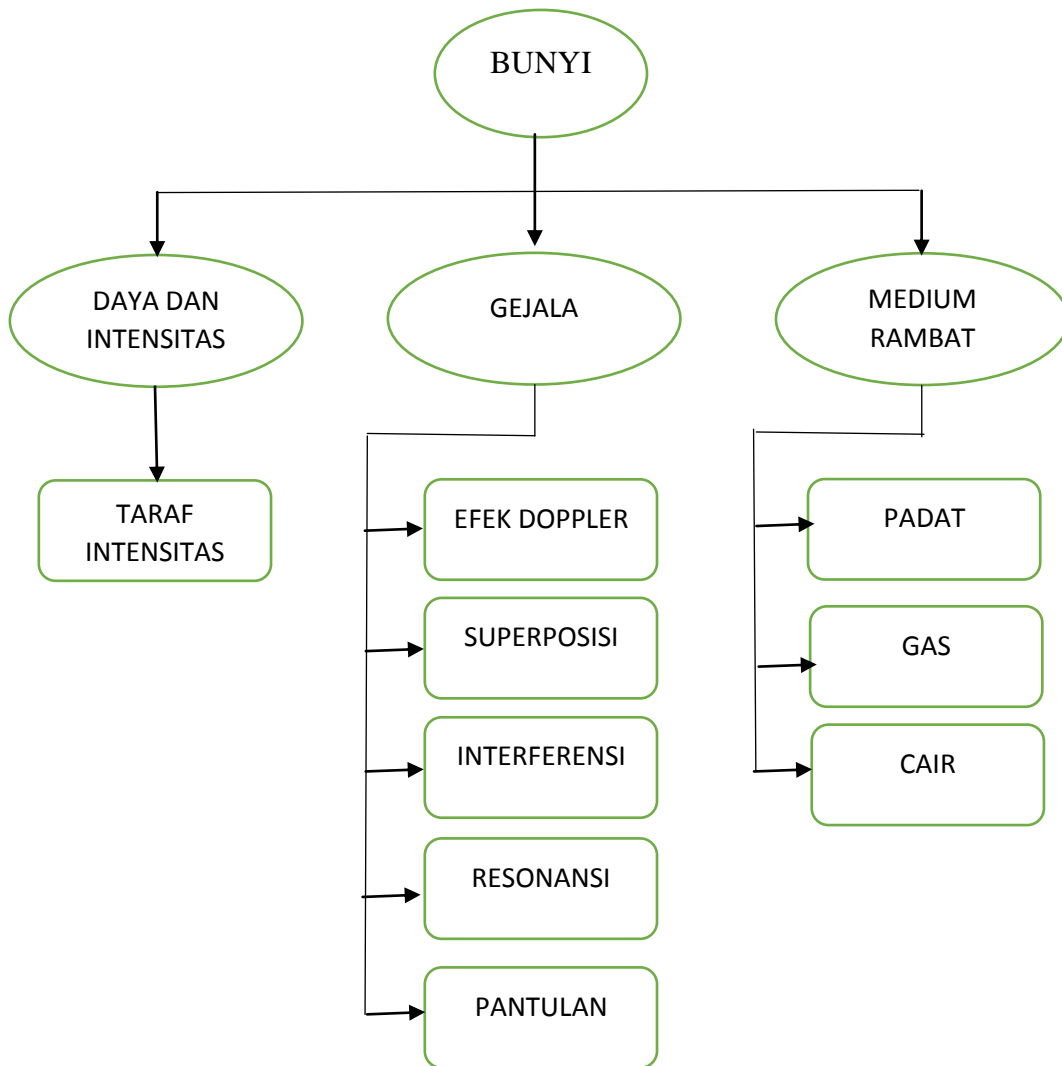 BUNYI
DAYA DAN
INTENSITAS
GEJALA
MEDIUM
RAMBAT
TARAF
INTENSITAS
EFEK DOPPLER
SUPERPOSISI
INTERFERENSI
RESONANSI
PANTULAN
PADAT
GAS
CAIR